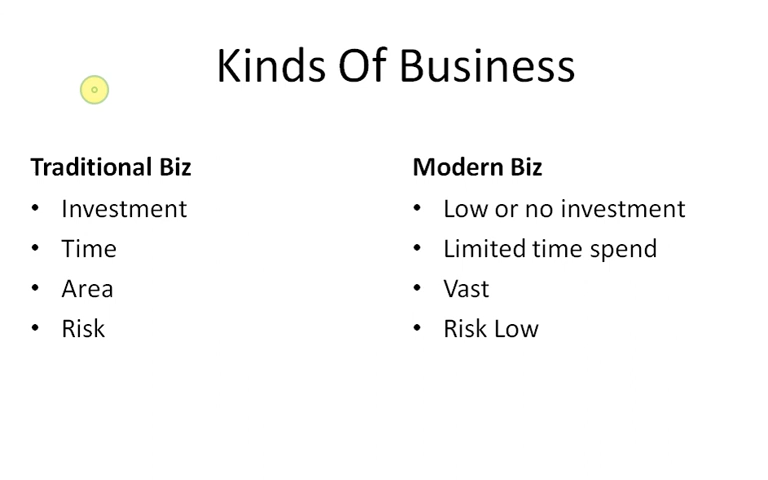 Kinds Of Business
Traditional Biz
• Investment
• Time
• Area
• Risk
Modern Biz
• Low or no investment
• Limited time spend
• Vast
• Risk Low